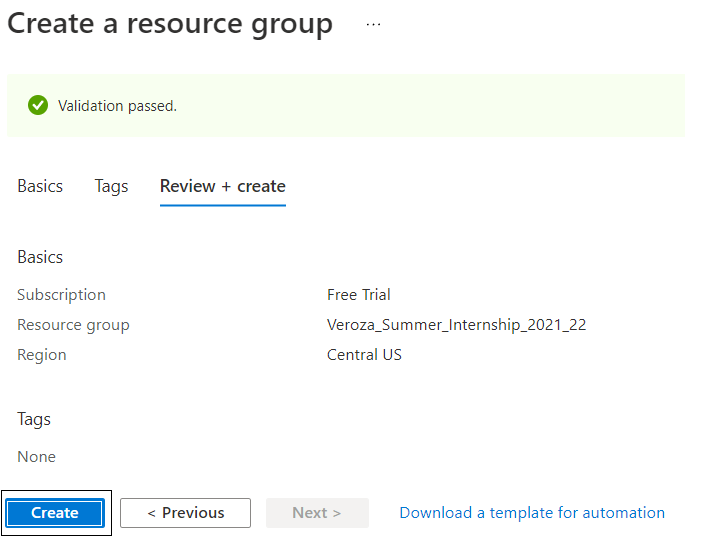 Create a resource group ...
Validation passed.
Basics Tags Review + create
Basics
Subscription Free Trial
Resource group Veroza_Summer_Internship_2021_22
Region Central US
Tags
None
Create < Previous Next > Download a template for automation